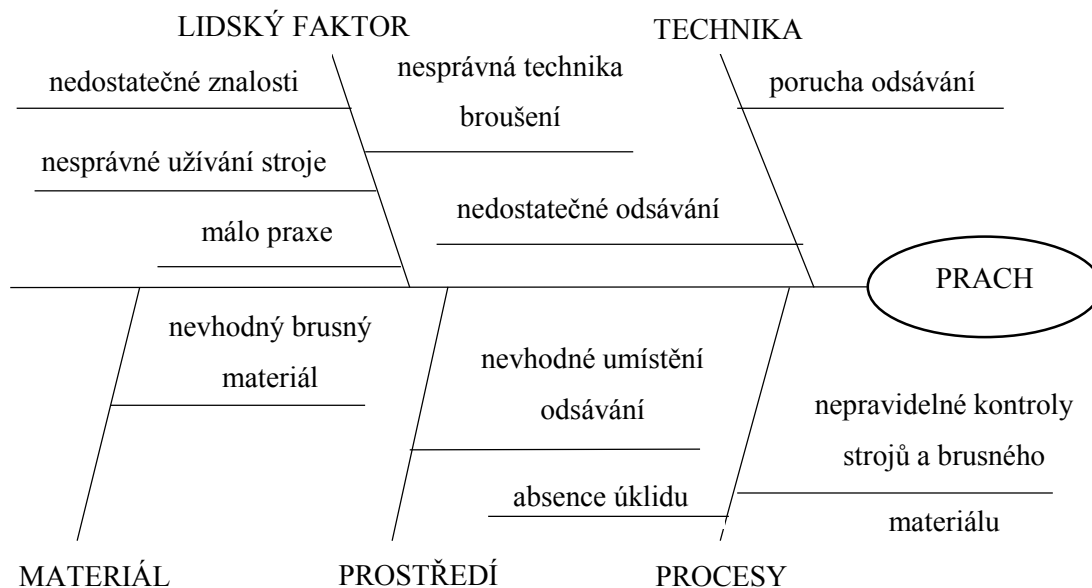 LIDSKÝ FAKTOR
TECHNIKA
nedostatečné znalosti
nesprávná technika
broušení
porucha odsávání
nesprávné užívání stroje
nedostatečné odsávání
málo praxe
PRACH
nevhodný brusný
materiál
nevhodné umístění
odsávání
nepravidelné kontroly
strojů a brusného
materiálu
absence úklidu
MATERIÁL
PROSTŘEDÍ
PROCESY